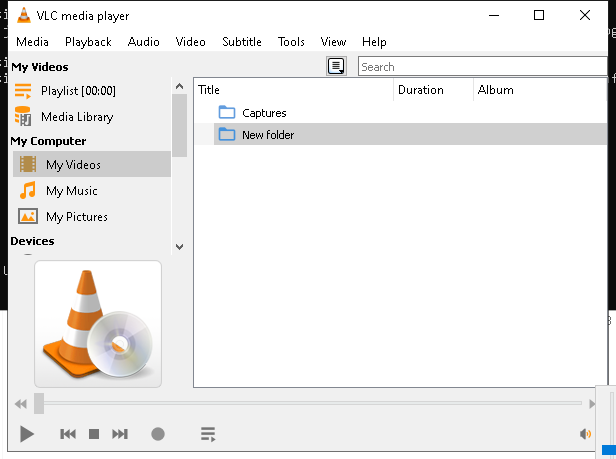 VLC media player
Media Playback Audio Video Subtitle Tools View Help
My Videos
Search
Playlist [00:00]
Media Library
My Computer
My Videos
My Music
My Pictures
Devices
Title Duration Album
Captures
New folder